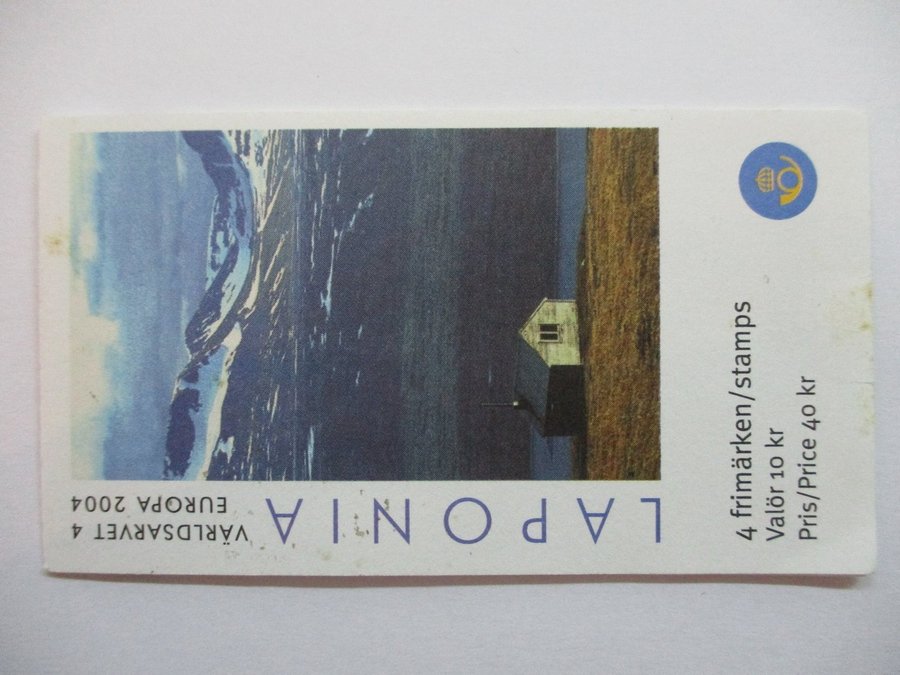 VÄRLDSARVET 4
EUROPA 2004
LAPONIA
4 frimärken/stamps
Valör 10 kr
Pris/Price 40 kr